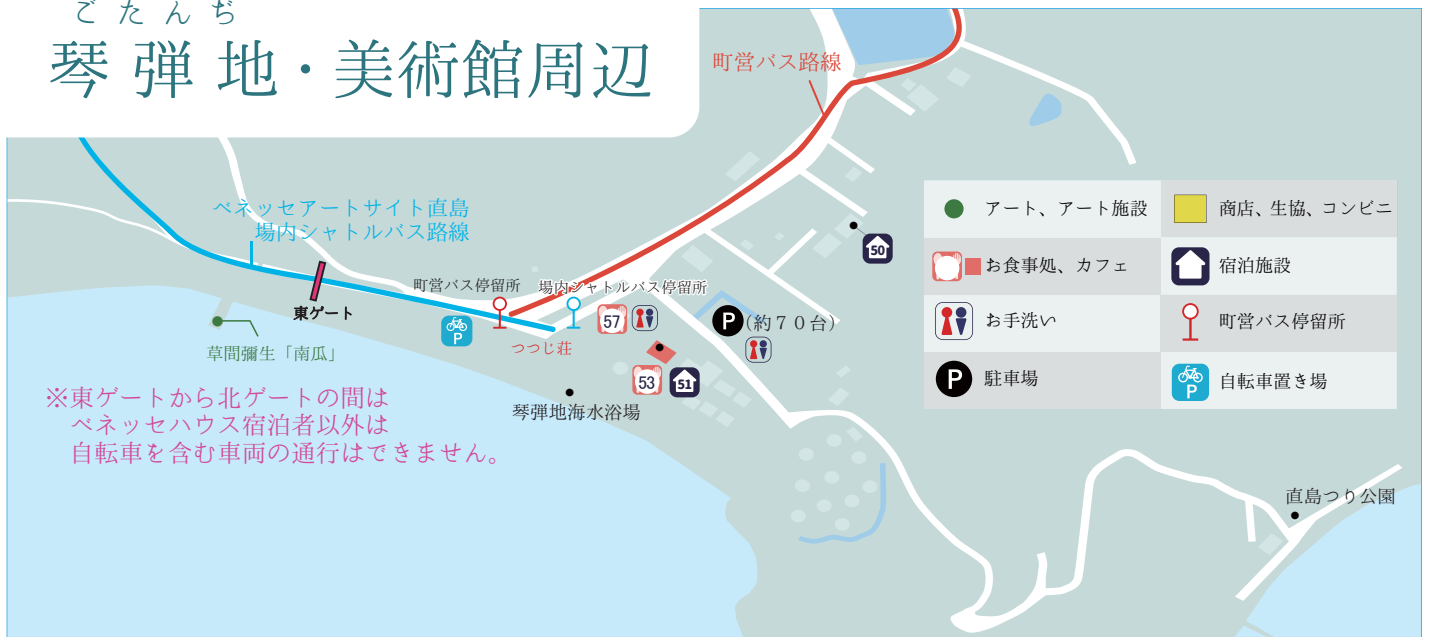 ごたんぢ
琴弾地・美術館周辺
町営バス路線
ベネッセアートサイト直島
場内シャトルバス路線
町営バス停留所
場内シャトルバス停留所
東ゲート
草間彌生「南瓜」
P
つつじ荘
57
P
(約７０台)
50
53
51
琴弾地海水浴場
※東ゲートから北ゲートの間は
ベネッセハウス宿泊者以外は
自転車を含む車両の通行はできません。
アート、アート施設
商店、生協、コンビニ
お食事処、カフェ
宿泊施設
お手洗い
町営バス停留所
P 駐車場
P 自転車置き場
直島つり公園